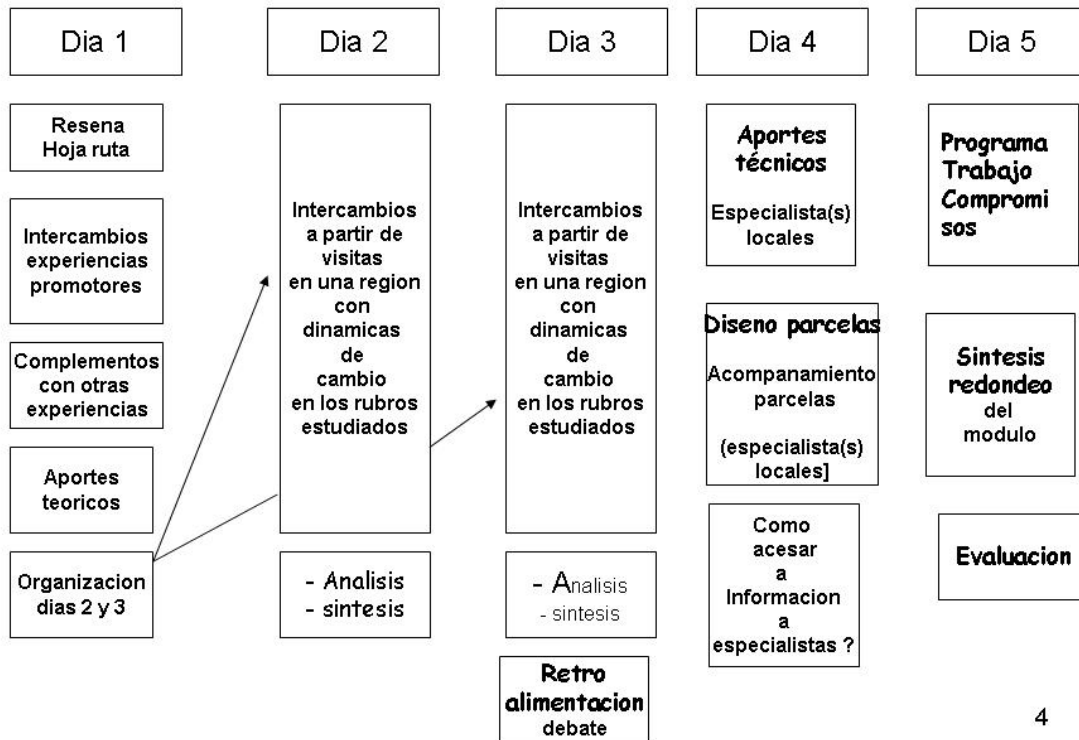 Dia 1
Dia 2
Dia 3
Dia 4
Dia 5
Resena
Hoja ruta
Intercambios
experiencias
promotores
Complementos
con otras
experiencias
Aportes
teoricos
Organizacion
dias 2 y 3
Intercambios
a partir de
visitas
en una region
con
dinamicas
de
cambio
en los rubros
estudiados
- Analisis
- sintesis
Intercambios
a partir de
visitas
en una region
con
dinamicas
de
cambio
en los rubros
estudiados
- Analisis
- sintesis
Retro
alimentacion
debate
Aportes
técnicos
Especialista(s)
locales
Diseno parcelas
Acompanamiento
parcelas
(especialista(s)
locales]
Como
acesar
a
Informacion
a
especialistas ?
Programa
Trabajo
Compromi
sos
Sintesis
redondeo
del
modulo
Evaluacion
4